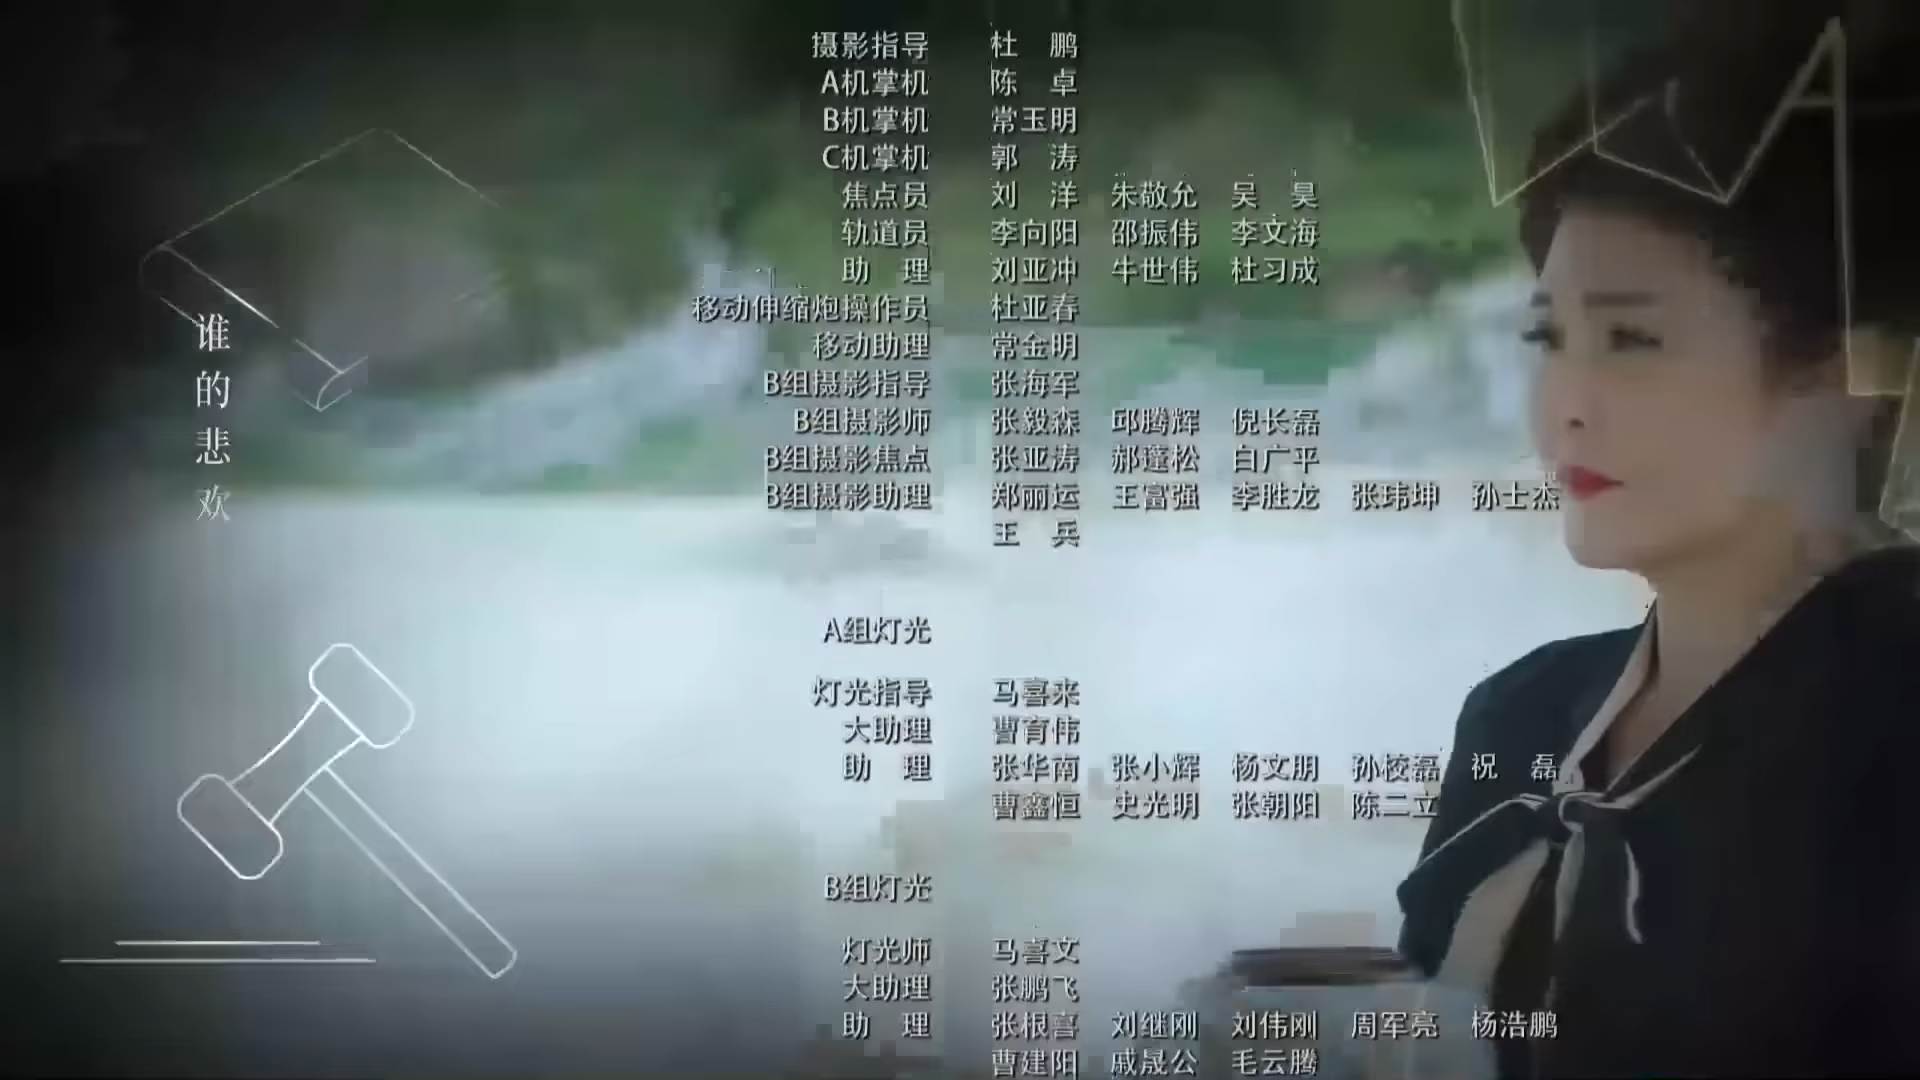 摄影指导 杜 鹏
A机掌机 陈 卓
B机掌机 常玉明
C机掌机 郭 涛
焦点员 刘 洋 朱敬允 吴 昊
轨道员 李向阳 邵振伟 李文海
助 理 刘亚冲 牛世伟 杜习成
移动伸缩炮操作员 杜亚春
移动助理 常金明
B组摄影指导 张海军
B组摄影师 张毅森 邱腾辉 倪长磊
B组摄影焦点 张亚涛 郝蓬松 白广平
B组摄影助理 郑丽运 王富强 李胜龙 张玮坤 孙士杰
王 兵
A组灯光
灯光指导 马喜来
大助理 曹育伟
助 理 张华南 张小辉 杨文朋 孙校磊 祝 磊
曹鑫恒 史光明 张朝阳 陈二立
B组灯光
灯光师 马喜文
大助理 张鹏飞
助 理 张根喜 刘继刚 刘伟刚 周军亮 杨浩鹏
曹建阳 戚晟公 毛云腾
谁的悲欢